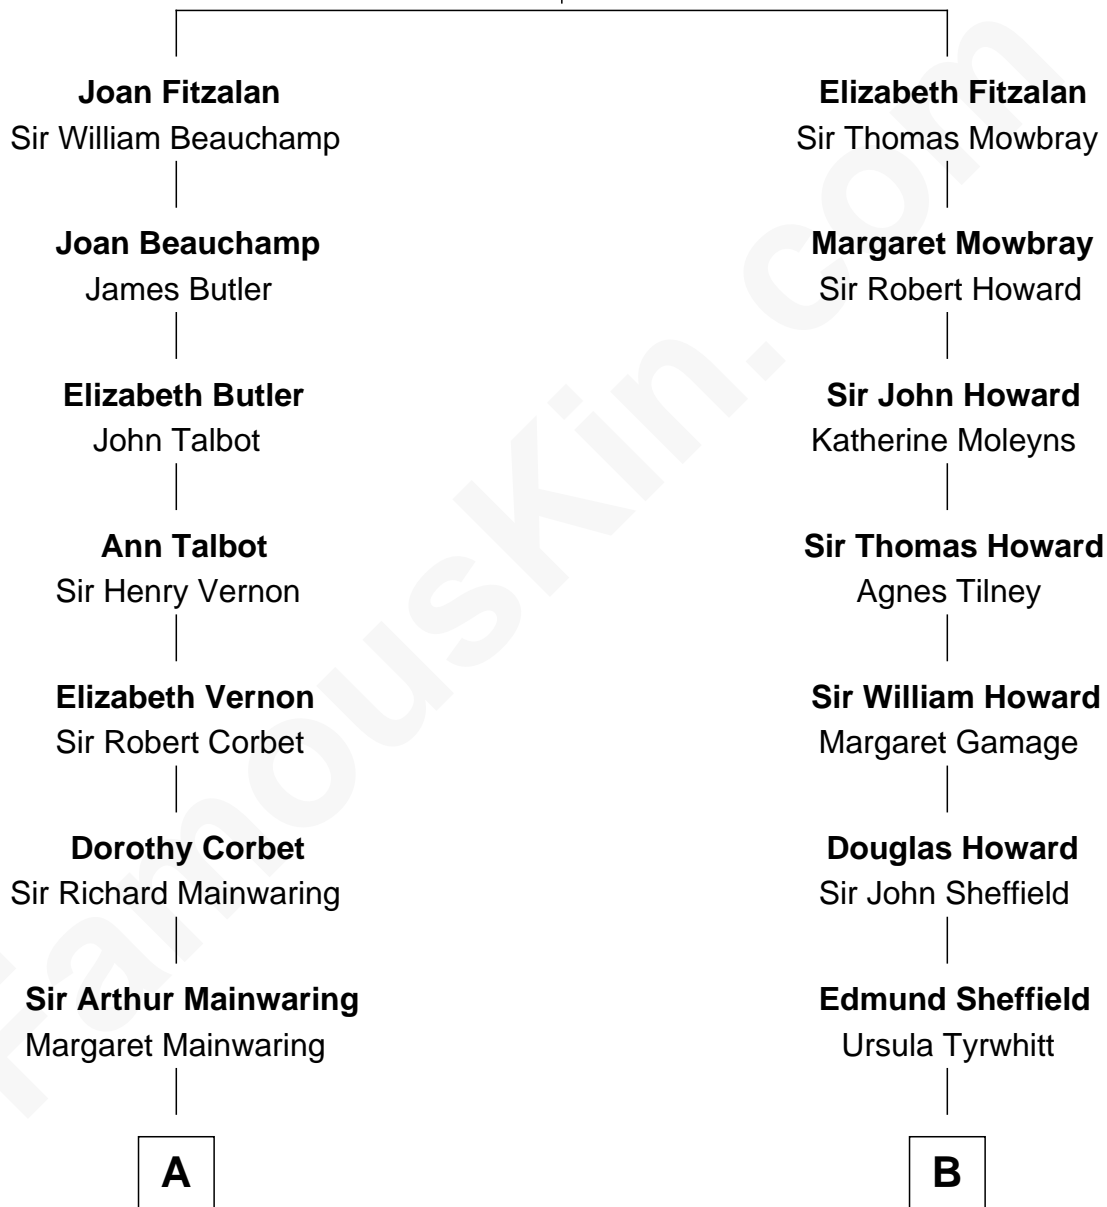 Joan Fitzalan
Sir William Beauchamp
Joan Beauchamp
James Butler
Elizabeth Butler
John Talbot
Ann Talbot
Sir Henry Vernon
Elizabeth Vernon
Sir Robert Corbet
Dorothy Corbet
Sir Richard Mainwaring
Sir Arthur Mainwaring
Margaret Mainwaring
A
Elizabeth Fitzalan
Sir Thomas Mowbray
Margaret Mowbray
Sir Robert Howard
Sir John Howard
Katherine Moleyns
Sir Thomas Howard
Agnes Tilney
Sir William Howard
Margaret Gamage
Douglas Howard
Sir John Sheffield
Edmund Sheffield
Ursula Tyrwhitt
B
FamousKin.com